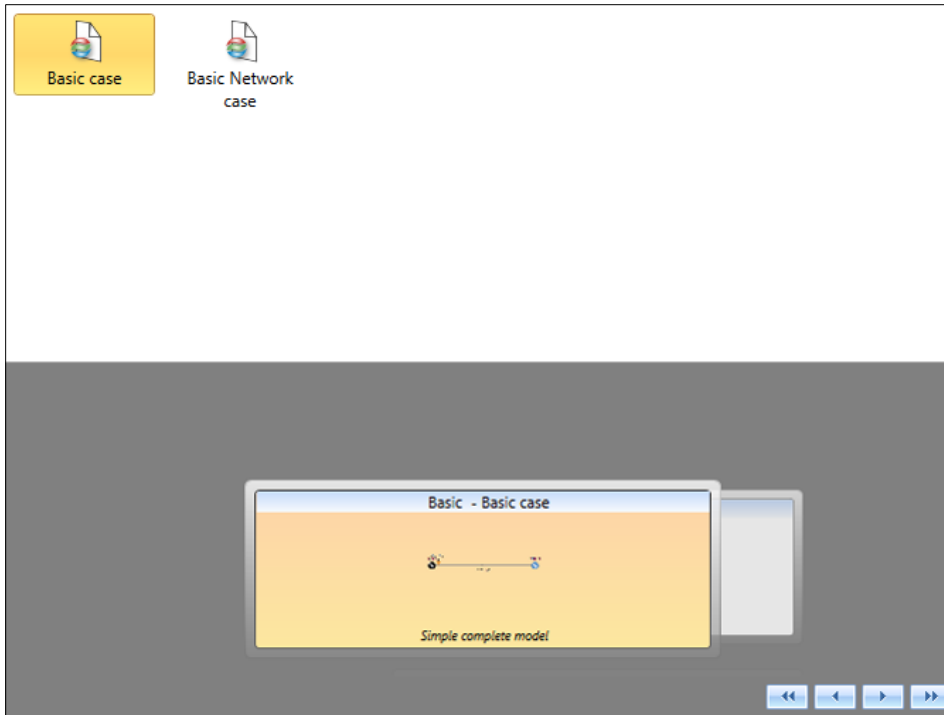 Basic case
Basic Network
case
Basic - Basic case
Simple complete model